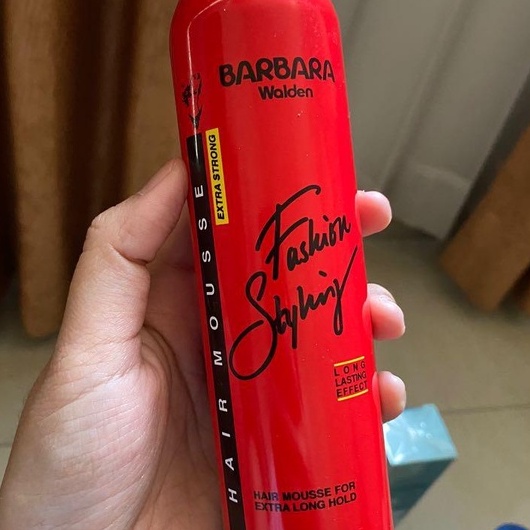 BARBARA
Walden
EXTRA STRONG
HAIR MOUSSE
Fashion
Styling
LONG
LASTING
EFFECT
HAIR MOUSSE FOR
EXTRA LONG HOLD